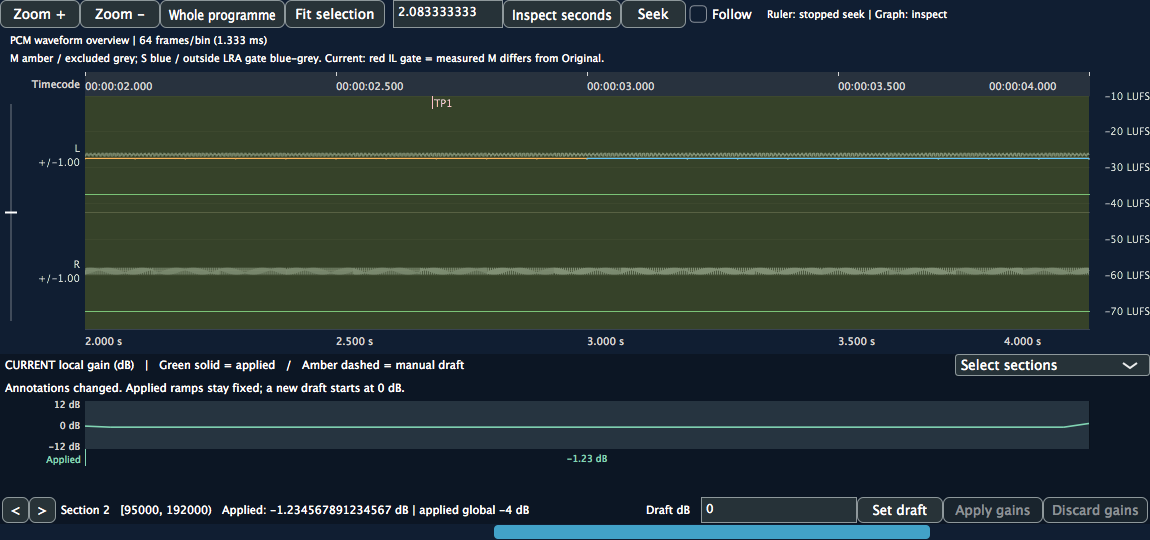 Zoom + Zoom − Whole programme Fit selection 2.083333333 Inspect seconds Seek Follow Ruler: stopped seek | Graph: inspect
PCM waveform overview | 64 frames/bin (1.333 ms)
M amber / excluded grey; S blue / outside LRA gate blue-grey. Current: red IL gate = measured M differs from Original.
Timecode 00:00:02.000 00:00:02.500 00:00:03.000 00:00:03.500 00:00:04.000
−10 LUFS
TP1
−20 LUFS
L
+/−1.00
−30 LUFS
−40 LUFS
−50 LUFS
R
+/−1.00
−60 LUFS
−70 LUFS
2.000 s 2.500 s 3.000 s 3.500 s 4.000 s
CURRENT local gain (dB) | Green solid = applied / Amber dashed = manual draft Select sections
Annotations changed. Applied ramps stay fixed; a new draft starts at 0 dB.
12 dB
0 dB
−12 dB
Applied −1.23 dB
< > Section 2 [95000, 192000) Applied: −1.234567891234567 dB | applied global −4 dB Draft dB 0 Set draft Apply gains Discard gains